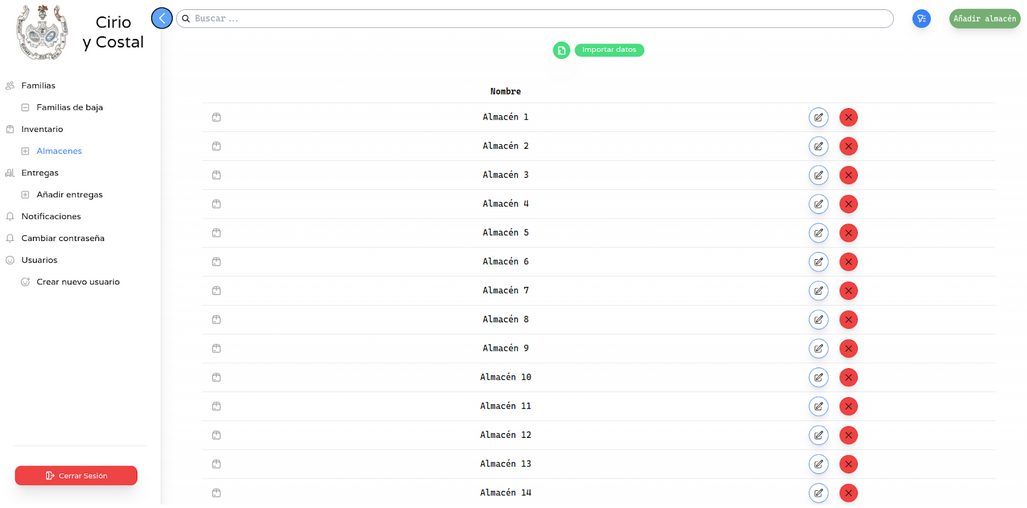 Cirio
y Costal
Familias
Familias de baja
Inventario
Almacenes
Entregas
Añadir entregas
Notificaciones
Cambiar contraseña
Usuarios
Crear nuevo usuario
Cerrar Sesion
Buscar ...
Añadir almacén
Importar datos
Nombre
Almacén 1
Almacén 2
Almacén 3
Almacén 4
Almacén 5
Almacén 6
Almacén 7
Almacén 8
Almacén 9
Almacén 10
Almacén 11
Almacén 12
Almacén 13
Almacén 14